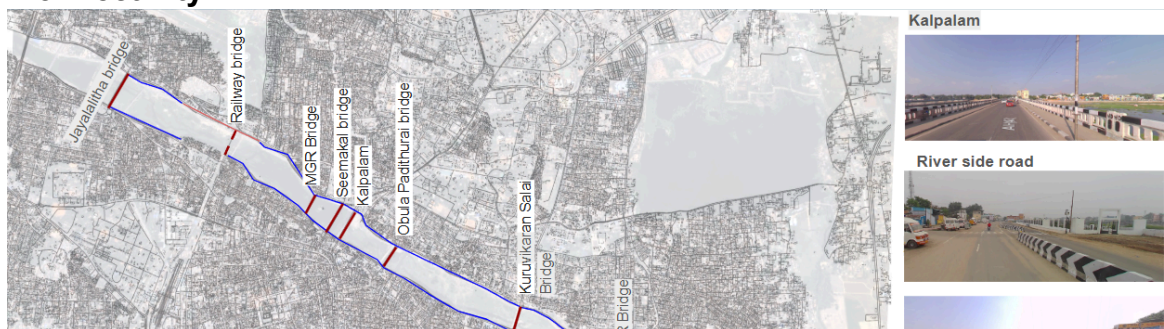 Jayalalitha bridge
Railway bridge
MGR Bridge
Seemakal bridge
Kalpalam
Obula Padithurai bridge
Kuruvikaran Salai
Bridge
R Bridge
Kalpalam
River side road